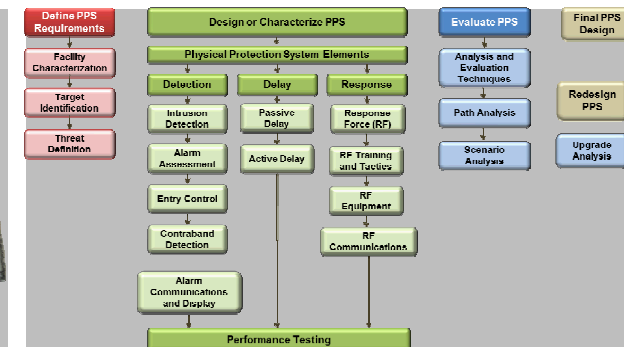 Define PPS
Requirements
Facility
Characterization
Target
Identification
Threat
Definition
Design or Characterize PPS
Physical Protection System Elements
Detection
Intrusion
Detection
Alarm
Assessment
Entry Control
Contraband
Detection
Alarm
Communications
and Display
Delay
Passive
Delay
Active Delay
Response
Response
Force (RF)
RF Training
and Tactics
RF
Equipment
RF
Communications
Performance Testing
Evaluate PPS
Analysis and
Evaluation
Techniques
Path Analysis
Scenario
Analysis
Final PPS
Design
Redesign
PPS
Upgrade
Analysis